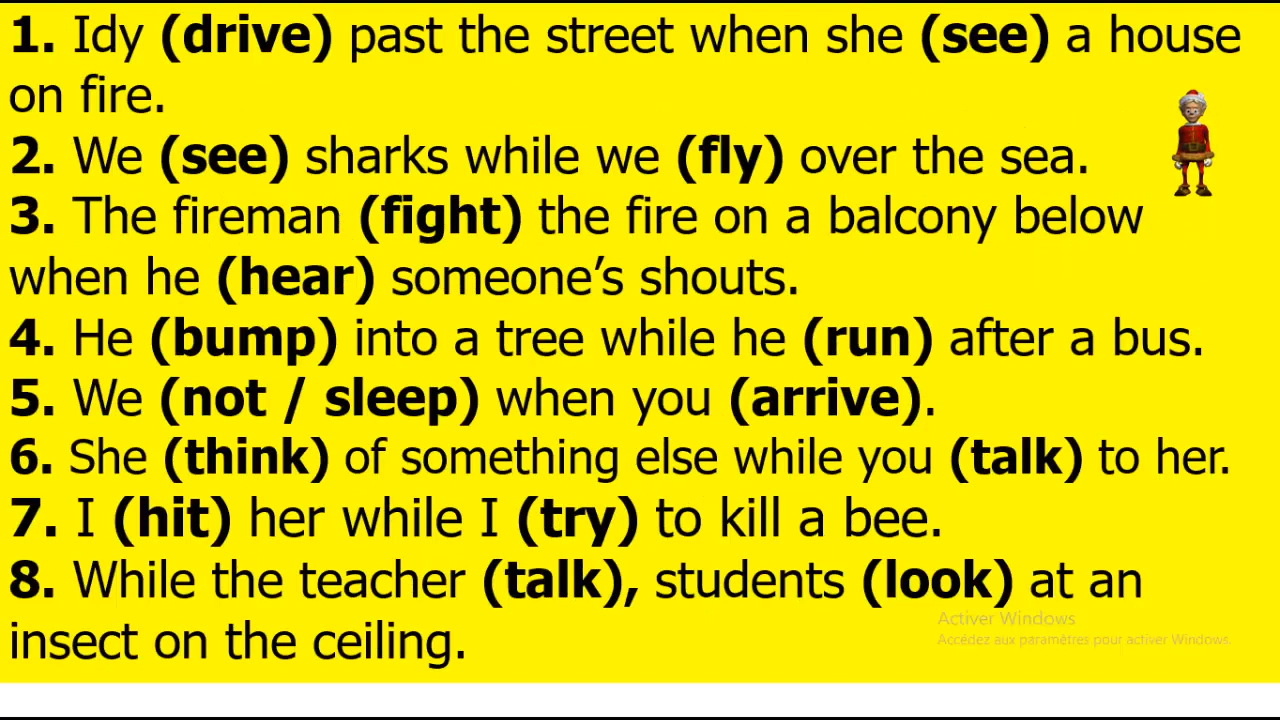 1. Idy (drive) past the street when she (see) a house
on fire.
2. We (see) sharks while we (fly) over the sea.
3. The fireman (fight) the fire on a balcony below
when he (hear) someone’s shouts.
4. He (bump) into a tree while he (run) after a bus.
5. We (not / sleep) when you (arrive).
6. She (think) of something else while you (talk) to her.
7. I (hit) her while I (try) to kill a bee.
8. While the teacher (talk), students (look) at an
insect on the ceiling.
Activer Windows
Accédez aux paramètres pour activer Windows.